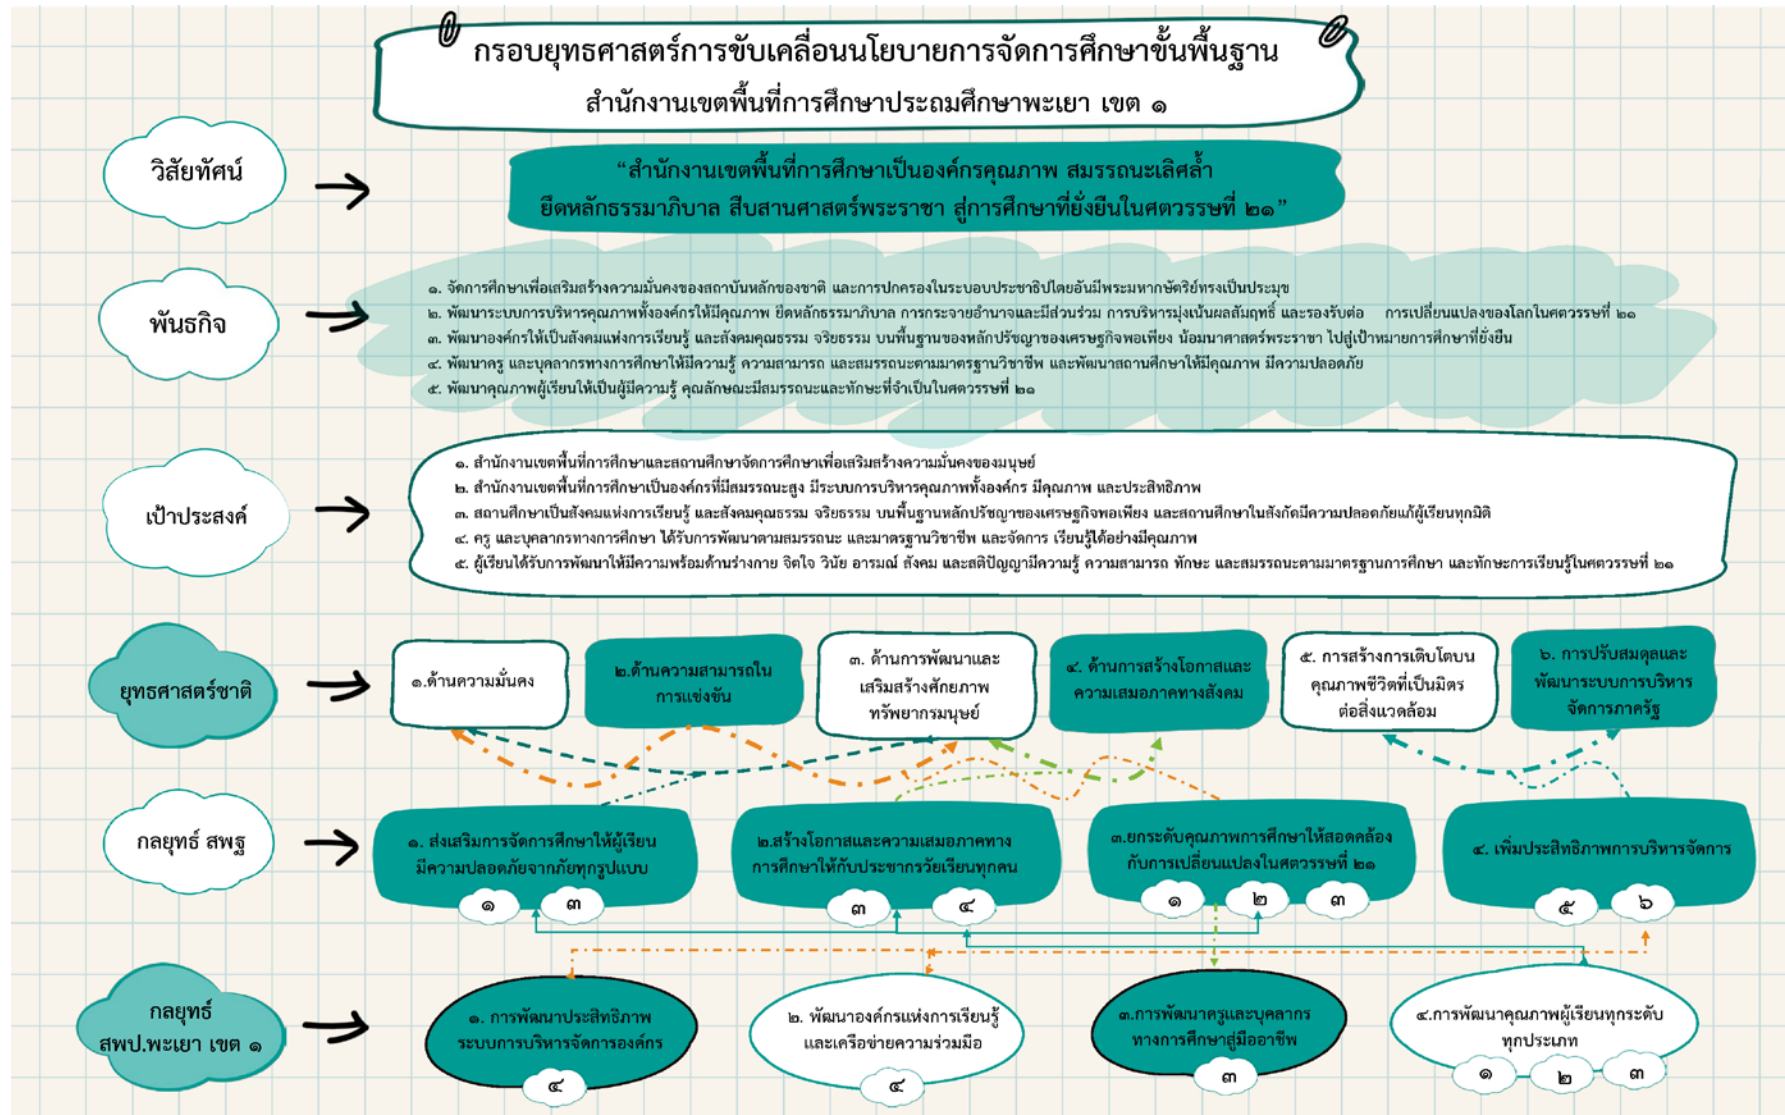 กรอบยุทธศาสตร์การขับเคลื่อนนโยบายการจัดการศึกษาขั้นพื้นฐาน
สำนักงานเขตพื้นที่การศึกษาประถมศึกษาพะเยา เขต ๑
วิสัยทัศน์
“สำนักงานเขตพื้นที่การศึกษาเป็นองค์กรคุณภาพ สมรรถนะเลิศล้ำ
ยึดหลักธรรมาภิบาล สืบสานศาสตร์พระราชา สู่การศึกษาที่ยั่งยืนในศตวรรษที่ ๒๑”
พันธกิจ
๑. จัดการศึกษาเพื่อเสริมสร้างความมั่นคงของสถาบันหลักของชาติ และการปกครองในระบอบประชาธิปไตยอันมีพระมหากษัตริย์ทรงเป็นประมุข
๒. พัฒนาระบบการบริหารคุณภาพทั้งองค์กรให้มีคุณภาพ ยึดหลักธรรมาภิบาล การกระจายอำนาจและมีส่วนร่วม การบริหารมุ่งเน้นผลสัมฤทธิ์ และรองรับต่อ การเปลี่ยนแปลงของโลกในศตวรรษที่ ๒๑
๓. พัฒนาองค์กรให้เป็นสังคมแห่งการเรียนรู้ และสังคมคุณธรรม จริยธรรม บนพื้นฐานของหลักปรัชญาของเศรษฐกิจพอเพียง น้อมนาศาสตร์พระราชา ไปสู่เป้าหมายการศึกษาที่ยั่งยืน
๔. พัฒนาครู และบุคลากรทางการศึกษาให้มีความรู้ ความสามารถ และสมรรถนะตามมาตรฐานวิชาชีพ และพัฒนาสถานศึกษาให้มีคุณภาพ มีความปลอดภัย
๕. พัฒนาคุณภาพผู้เรียนให้เป็นผู้มีความรู้ คุณลักษณะมีสมรรถนะและทักษะที่จำเป็นในศตวรรษที่ ๒๑
เป้าประสงค์
๑. สำนักงานเขตพื้นที่การศึกษาและสถานศึกษาจัดการศึกษาเพื่อเสริมสร้างความมั่นคงของมนุษย์
๒. สำนักงานเขตพื้นที่การศึกษาเป็นองค์กรที่มีสมรรถนะสูง มีระบบการบริหารคุณภาพทั้งองค์กร มีคุณภาพ และประสิทธิภาพ
๓. สถานศึกษาเป็นสังคมแห่งการเรียนรู้ และสังคมคุณธรรม จริยธรรม บนพื้นฐานหลักปรัชญาของเศรษฐกิจพอเพียง และสถานศึกษาในสังกัดมีความปลอดภัยแก้ผู้เรียนทุกมิติ
๔. ครู และบุคลากรทางการศึกษา ได้รับการพัฒนาตามสมรรถนะ และมาตรฐานวิชาชีพ และจัดการ เรียนรู้ได้อย่างมีคุณภาพ
๕. ผู้เรียนได้รับการพัฒนาให้มีความพร้อมด้านร่างกาย จิตใจ วินัย อารมณ์ สังคม และสติปัญญามีความรู้ ความสามารถ ทักษะ และสมรรถนะตามมาตรฐานการศึกษา และทักษะการเรียนรู้ในศตวรรษที่ ๒๑
ยุทธศาสตร์ชาติ
๑.ด้านความมั่นคง
๒.ด้านความสามารถใน
การแข่งขัน
๓. ด้านการพัฒนาและ
เสริมสร้างศักยภาพ
ทรัพยากรมนุษย์
๔. ด้านการสร้างโอกาสและ
ความเสมอภาคทางสังคม
๕. การสร้างการเติบโตบน
คุณภาพชีวิตที่เป็นมิตร
ต่อสิ่งแวดล้อม
๖. การปรับสมดุลและ
พัฒนาระบบการบริหาร
จัดการภาครัฐ
กลยุทธ์ สพฐ
๑. ส่งเสริมการจัดการศึกษาให้ผู้เรียน
มีความปลอดภัยจากภัยทุกรูปแบบ
๑ ๓
๒.สร้างโอกาสและความเสมอภาคทาง
การศึกษาให้กับประชากรวัยเรียนทุกคน
๓ ๔
๓.ยกระดับคุณภาพการศึกษาให้สอดคล้อง
กับการเปลี่ยนแปลงในศตวรรษที่ ๒๑
๑ ๒ ๓
๔. เพิ่มประสิทธิภาพการบริหารจัดการ
๕ ๖
กลยุทธ์
สพป.พะเยา เขต ๑
๑. การพัฒนาประสิทธิภาพ
ระบบการบริหารจัดการองค์กร
๔
๒. พัฒนาองค์กรแห่งการเรียนรู้
และเครือข่ายความร่วมมือ
๔
๓.การพัฒนาครูและบุคลากร
ทางการศึกษาสู่มืออาชีพ
๓
๔.การพัฒนาคุณภาพผู้เรียนทุกระดับ
ทุกประเภท
๑ ๒ ๓